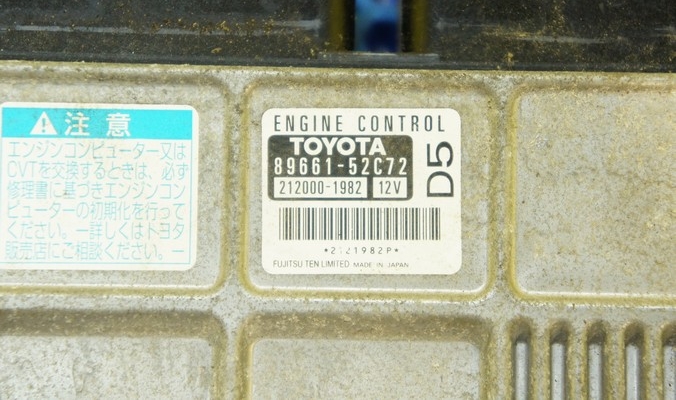 ⚠注意
エンジンコンピューター又は
CVTを交換するときは、必ず
修理書に基づきエンジンコン
ピューターの初期化を行って
ください。ー詳しくはトヨタ
販売店にご相談ください。ー
ENGINE CONTROL
TOYOTA
89661-52C72
212000-1982 12V
D5
*2121982P*
FUJITSU TEN LIMITED MADE IN JAPAN